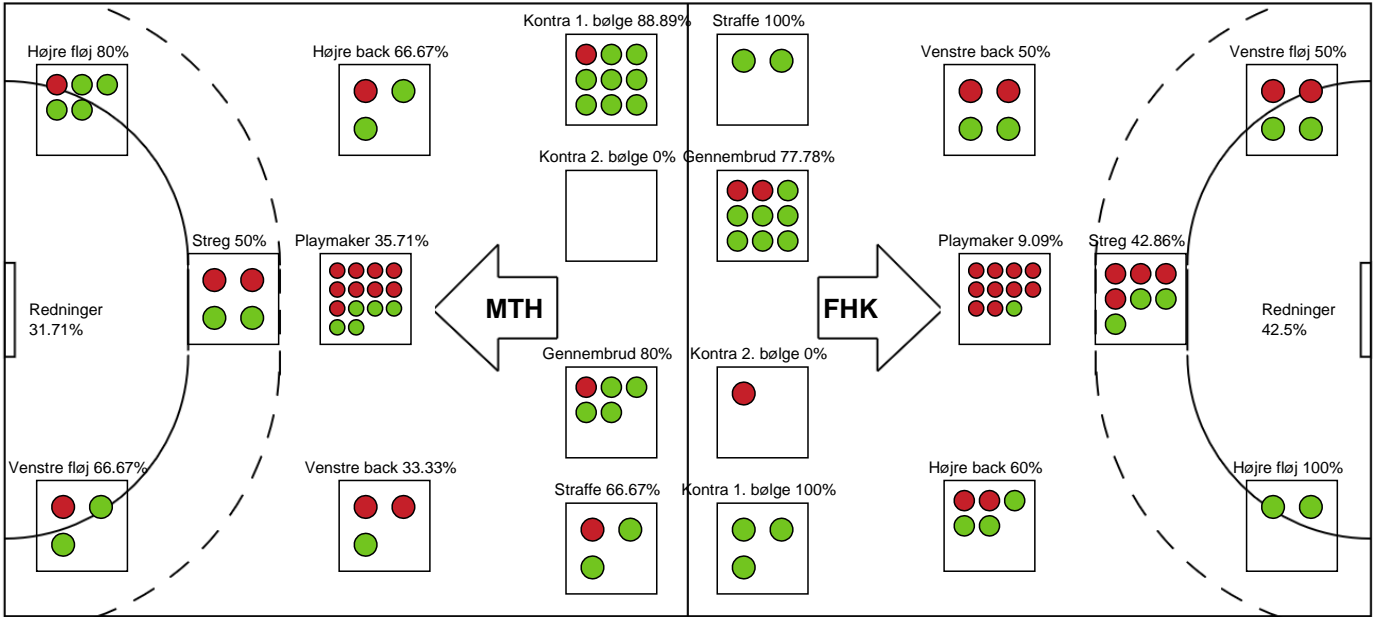 Kontra 1. bølge 88.89%
Straffe 100%
Højre fløj 80%
Højre back 66.67%
Venstre back 50%
Venstre fløj 50%
Kontra 2. bølge 0%
Gennembrud 77.78%
Streg 50%
Playmaker 35.71%
Playmaker 9.09%
Streg 42.86%
Redninger
31.71%
MTH
FHK
Redninger
42.5%
Gennembrud 80%
Kontra 2. bølge 0%
Venstre fløj 66.67%
Venstre back 33.33%
Højre back 60%
Højre fløj 100%
Straffe 66.67%
Kontra 1. bølge 100%